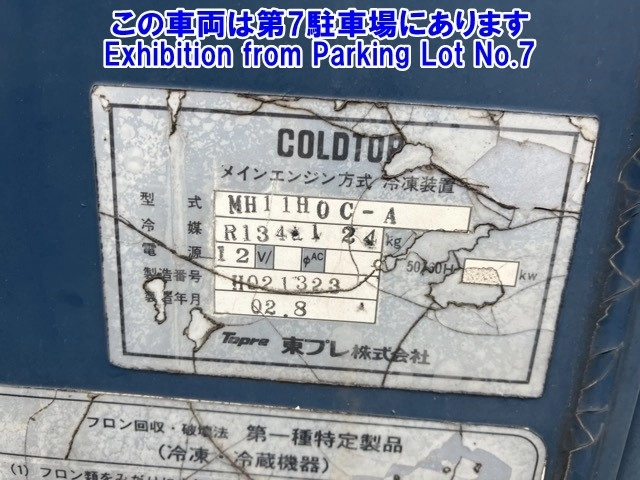 この車両は第7駐車場にあります
Exhibition from Parking Lot No.7
COLDTOP
メインエンジン方式 冷凍装置
型式 MH11H0C-A
冷媒 R134a1 24 kg
電源 12 V/ φAC 50/60H kw
製造番号 H021323
製造年月 02.8
Topre 東プレ株式会社
フロン回収・破壊法 第一種特定製品
(冷凍・冷蔵機器)
(1) フロン類をみだりに